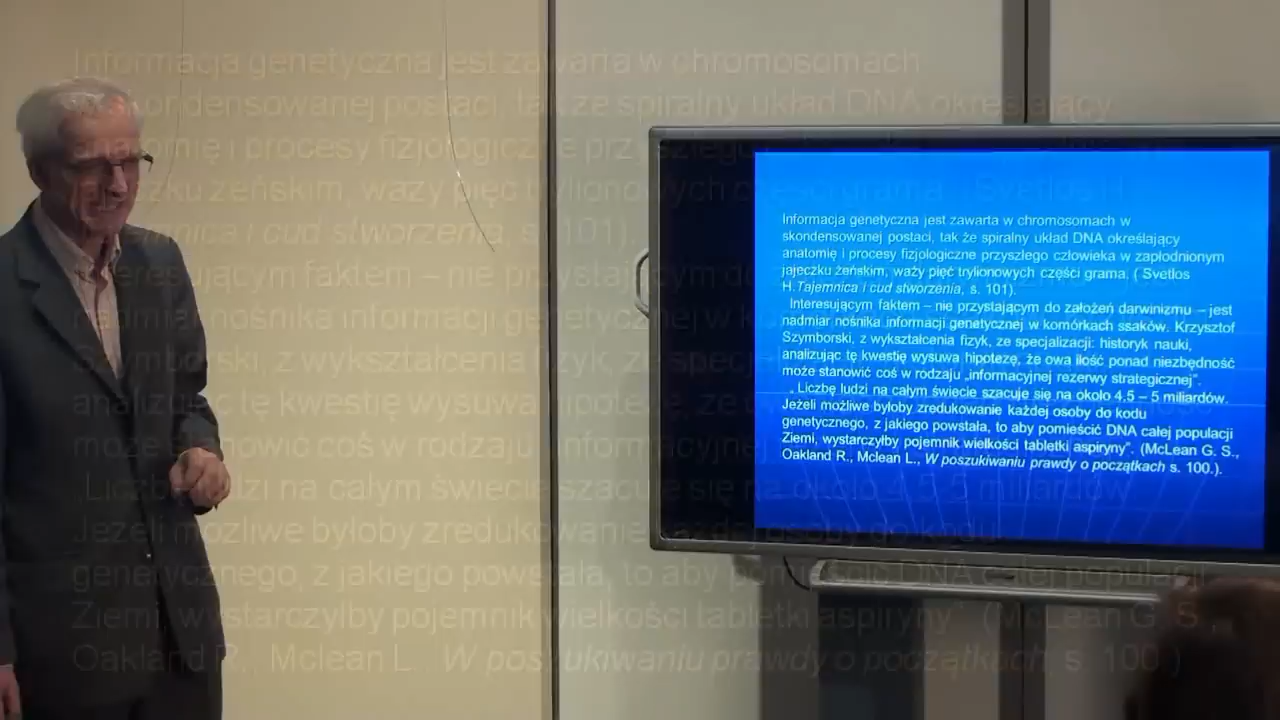 Informacja genetyczna jest zawarta w chromosomach w
skondensowanej postaci, tak że spiralny układ DNA określający
anatomię i procesy fizjologiczne przyszłego człowieka w zapłodnionym
jajeczku żeńskim, waży pięć trylionowych części grama. ( Svetlos
H.Tajemnica i cud stworzenia, s. 101).
Interesującym faktem – nie przystającym do założeń darwinizmu – jest
nadmiar nośnika informacji genetycznej w komórkach ssaków. Krzysztof
Szymborski, z wykształcenia fizyk, ze specjalizacji: historyk nauki,
analizując tę kwestię wysuwa hipotezę, że owa ilość ponad niezbędność
może stanowić coś w rodzaju „informacyjnej rezerwy strategicznej”.
„Liczbę ludzi na całym świecie szacuje się na około 4,5 – 5 miliardów.
Jeżeli możliwe byłoby zredukowanie każdej osoby do kodu
genetycznego, z jakiego powstała, to aby pomieścić DNA całej populacji
Ziemi, wystarczyłby pojemnik wielkości tabletki aspiryny”. (McLean G. S.,
Oakland R., Mclean L., W poszukiwaniu prawdy o początkach s. 100.).